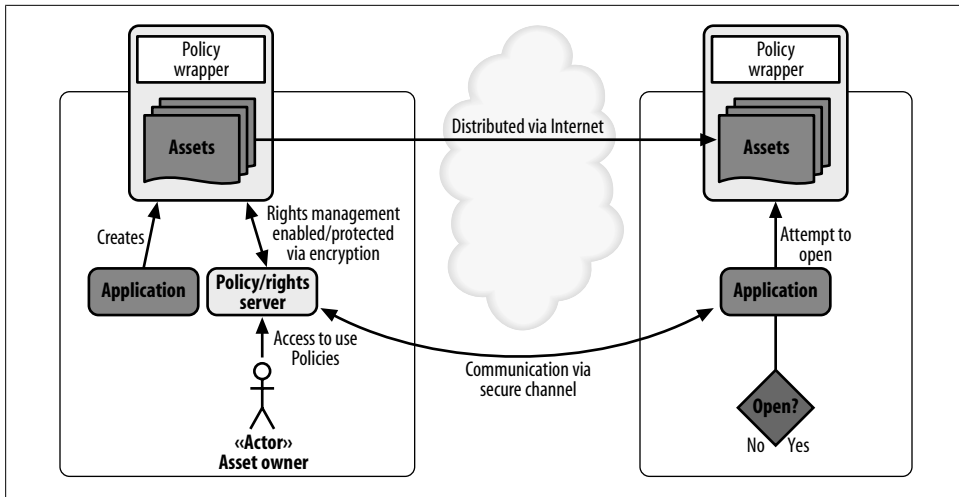 Policy
wrapper
Assets
Policy
wrapper
Assets
Distributed via Internet
Creates
Rights management
enabled/protected
via encryption
Attempt to
open
Application
Policy/rights
server
Application
Access to use
Policies
Communication via
secure channel
Open?
No Yes
«Actor»
Asset owner